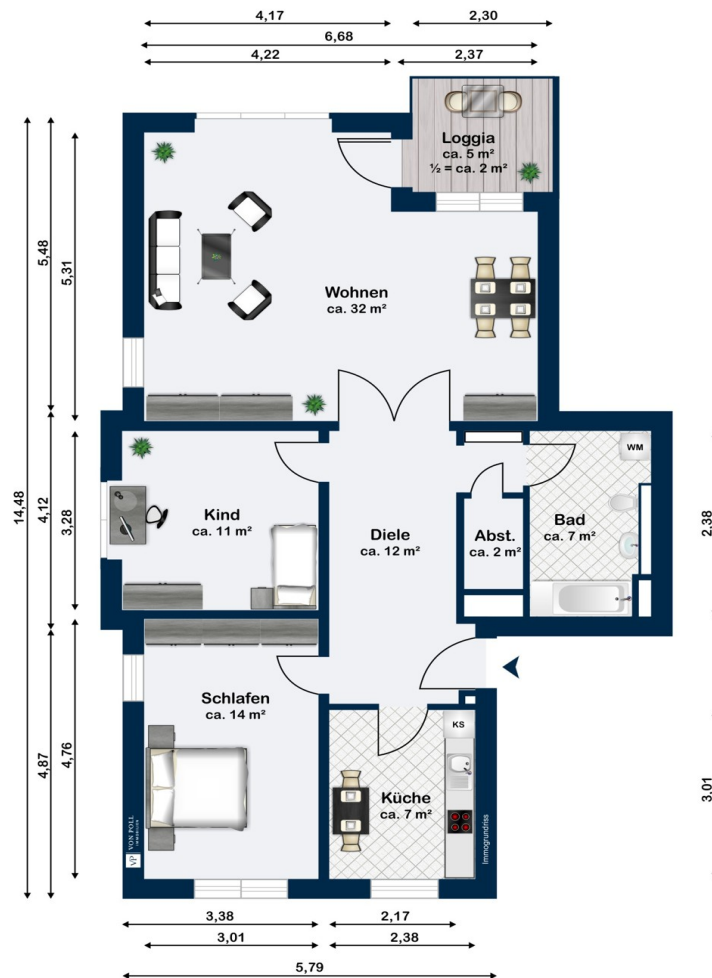 4,17
2,30
6,68
4,22
2,37
Loggia
ca. 5 m²
½ = ca. 2 m²
5,48
5,31
Wohnen
ca. 32 m²
14,48
4,12
3,28
Kind
ca. 11 m²
Diele
ca. 12 m²
Abst.
ca. 2 m²
Bad
ca. 7 m²
WM
2,38
Schlafen
ca. 14 m²
KS
4,87
4,76
Küche
ca. 7 m²
3,01
VP VON POLL
IMMOBILIEN
Immogrundriss
3,38
2,17
3,01
2,38
5,79